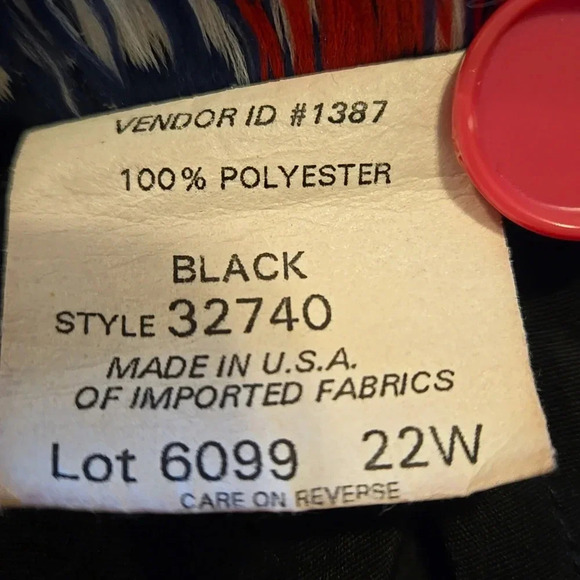 VENDOR ID #1387
100% POLYESTER
BLACK
STYLE 32740
MADE IN U.S.A.
OF IMPORTED FABRICS
Lot 6099 22W
CARE ON REVERSE